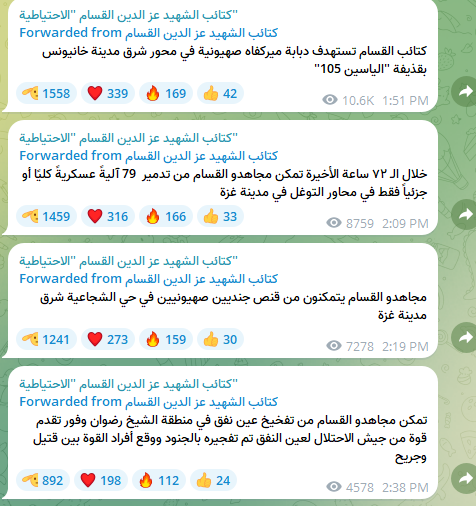 كتائب الشهيد عز الدين القسام "الاحتياطية"
Forwarded from كتائب الشهيد عز الدين القسام
كتائب القسام تستهدف دبابة ميركفاه صهيونية في محور شرق مدينة خانيونس
بقذيفة "الياسين 105"
1558 339 169 42 10.6K 1:51 PM
كتائب الشهيد عز الدين القسام "الاحتياطية"
Forwarded from كتائب الشهيد عز الدين القسام
خلال الـ ٧٢ ساعة الأخيرة تمكن مجاهدو القسام من تدمير 79 آليةً عسكريةً كليًا أو
جزئياً فقط في محاور التوغل في مدينة غزة
1459 316 166 33 8759 2:09 PM
كتائب الشهيد عز الدين القسام "الاحتياطية"
Forwarded from كتائب الشهيد عز الدين القسام
مجاهدو القسام يتمكنون من قنص جنديين صهيونيين في حي الشجاعية شرق
مدينة غزة
1241 273 159 30 7278 2:19 PM
كتائب الشهيد عز الدين القسام "الاحتياطية"
Forwarded from كتائب الشهيد عز الدين القسام
تمكن مجاهدو القسام من تفخيخ عين نفق في منطقة الشيخ رضوان وفور تقدم
قوة من جيش الاحتلال لعين النفق تم تفجيره بالجنود ووقع أفراد القوة بين قتيل
وجريح
892 198 112 24 4578 2:38 PM